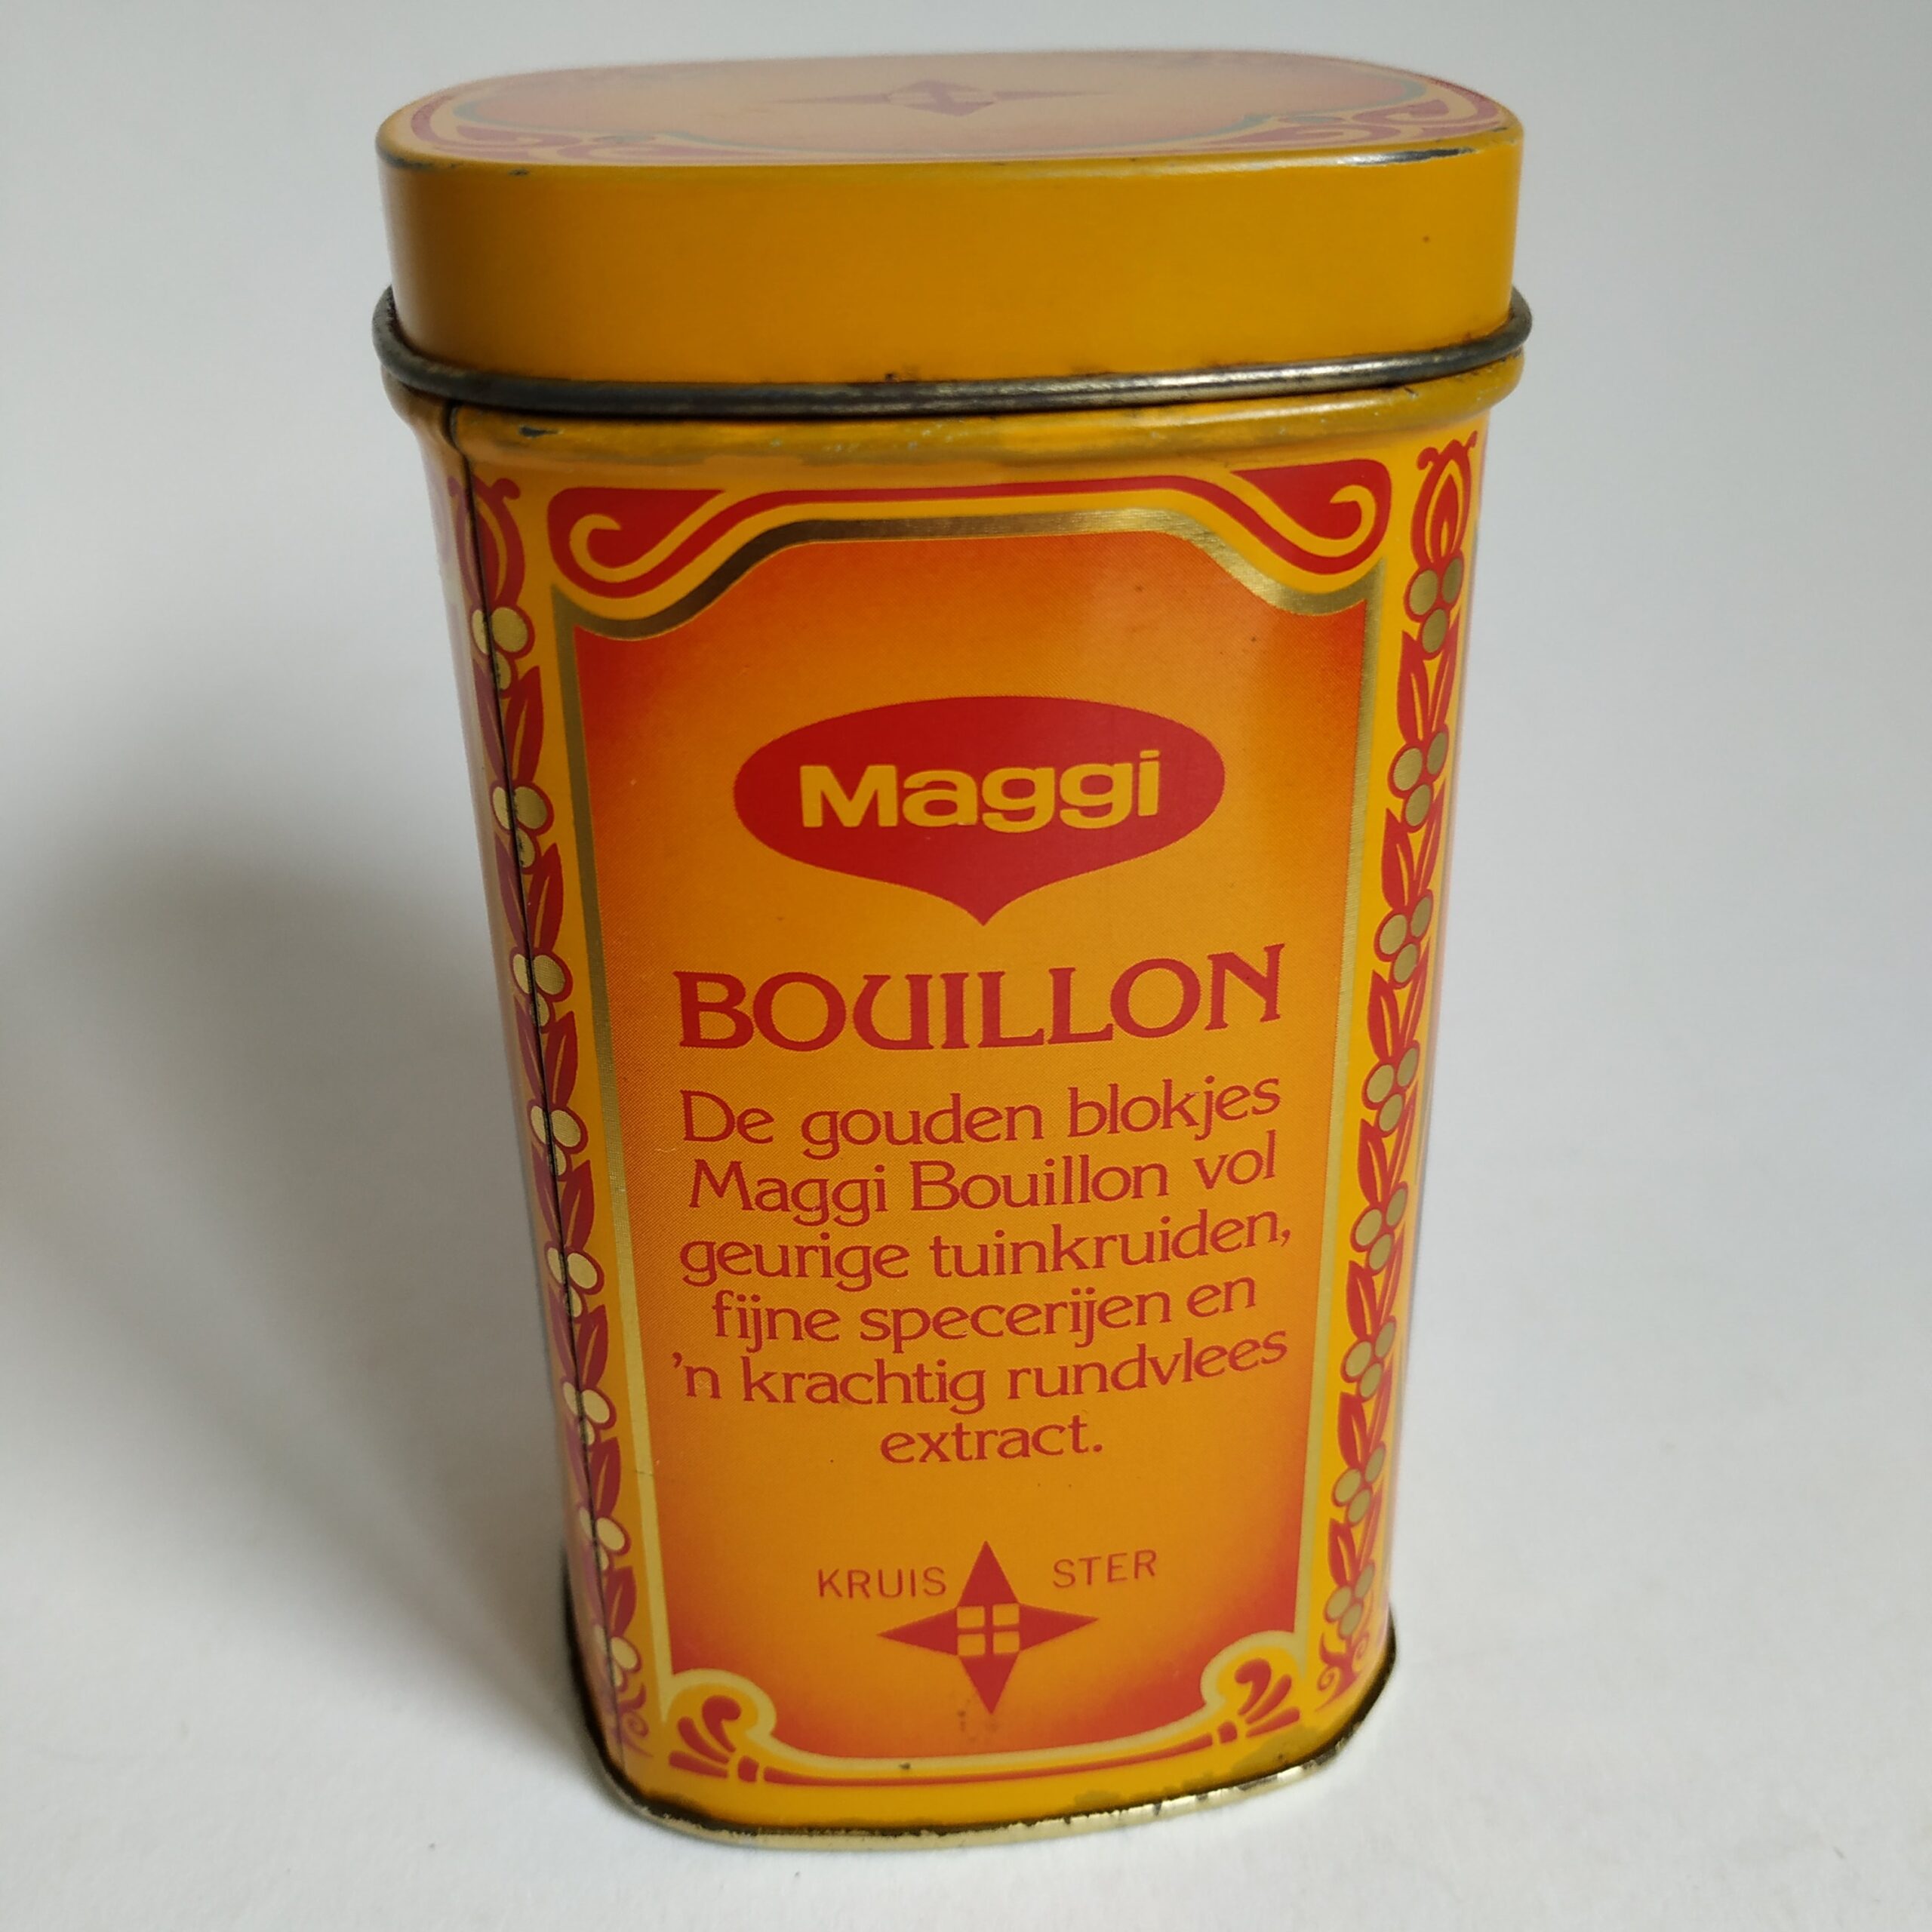 Maggi
BOUILLON
De gouden blokjes
Maggi Bouillon vol
geurige tuinkruiden,
fijne specerijen en
'n krachtig rundvlees
extract.
KRUIS STER